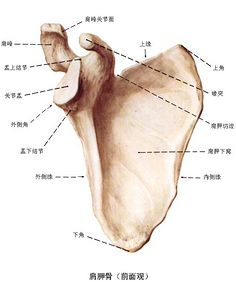 肩峰关节面
肩峰
上缘
上角
盂上结节
喙突
关节盂
肩胛切迹
外侧角
肩胛下窝
盂下结节
外侧缘
内侧缘
下角
肩胛骨（前面观）